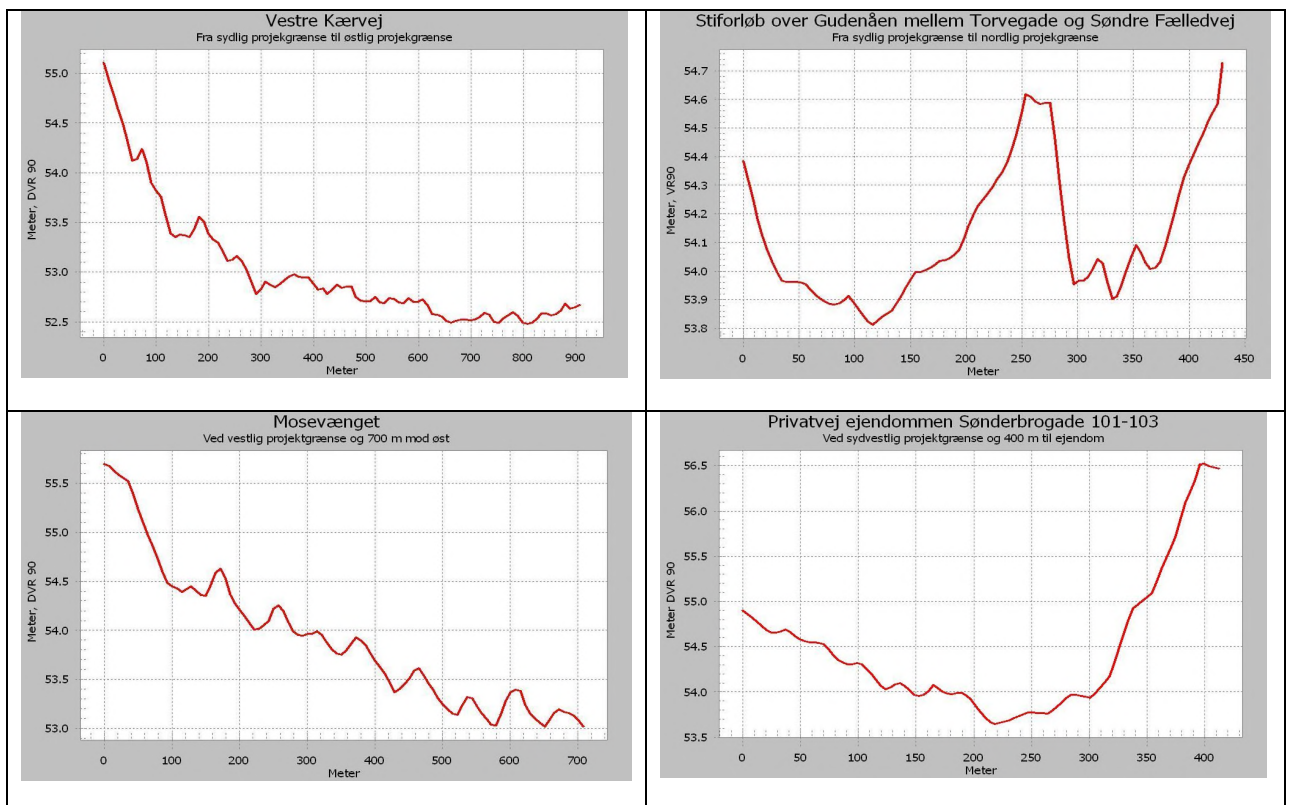 Vestre Kærvej
Fra sydlig projekgrænse til østlig projekgrænse
Meter, DVR 90
55.0
54.5
54.0
53.5
53.0
52.5
0 100 200 300 400 500 600 700 800 900
Meter
Stiforløb over Gudenåen mellem Torvegade og Søndre Fælledvej
Fra sydlig projekgrænse til nordlig projekgrænse
Meter, VR90
54.7
54.6
54.5
54.4
54.3
54.2
54.1
54.0
53.9
53.8
0 50 100 150 200 250 300 350 400 450
Meter
Mosevænget
Ved vestlig projektgrænse og 700 m mod øst
Meter, DVR 90
55.5
55.0
54.5
54.0
53.5
53.0
0 100 200 300 400 500 600 700
Meter
Privatvej ejendommen Sønderbrogade 101-103
Ved sydvestlig projektgrænse og 400 m til ejendom
Meter DVR 90
56.5
56.0
55.5
55.0
54.5
54.0
53.5
0 50 100 150 200 250 300 350 400
Meter